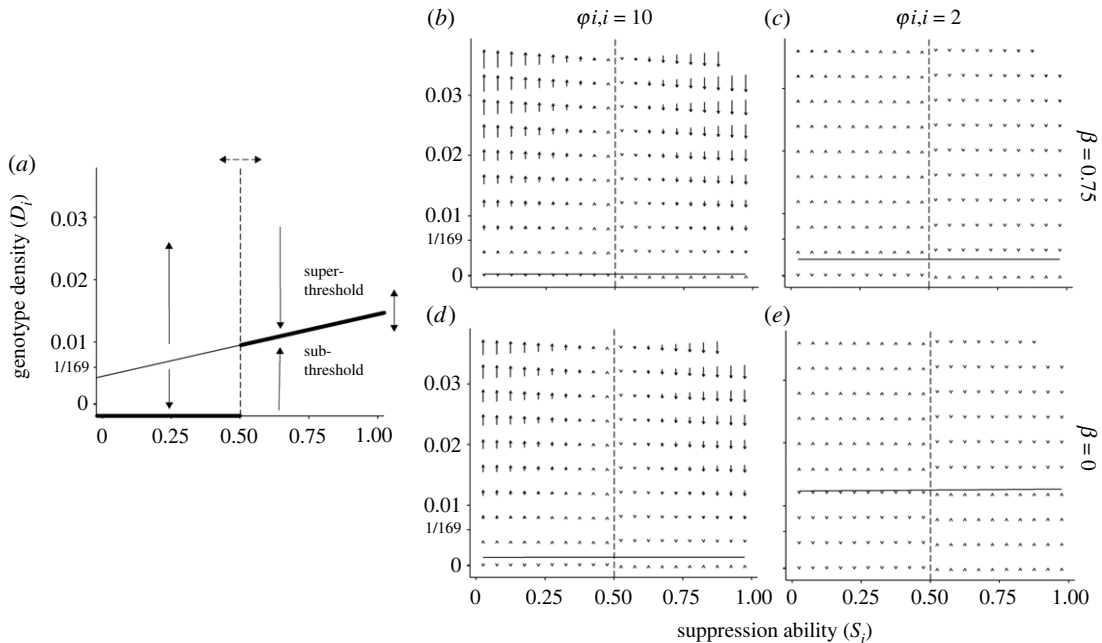 (b) φi,i = 10
(c) φi,i = 2
0.03
0.02
0.01
1/169
0
β = 0.75
(a)
genotype density (Di)
0.03
0.02
0.01
1/169
0
super-
threshold
sub-
threshold
0 0.25 0.50 0.75 1.00
(d)
(e)
0.03
0.02
0.01
1/169
0
β = 0
0 0.25 0.50 0.75 1.00
0 0.25 0.50 0.75 1.00
suppression ability (Si)